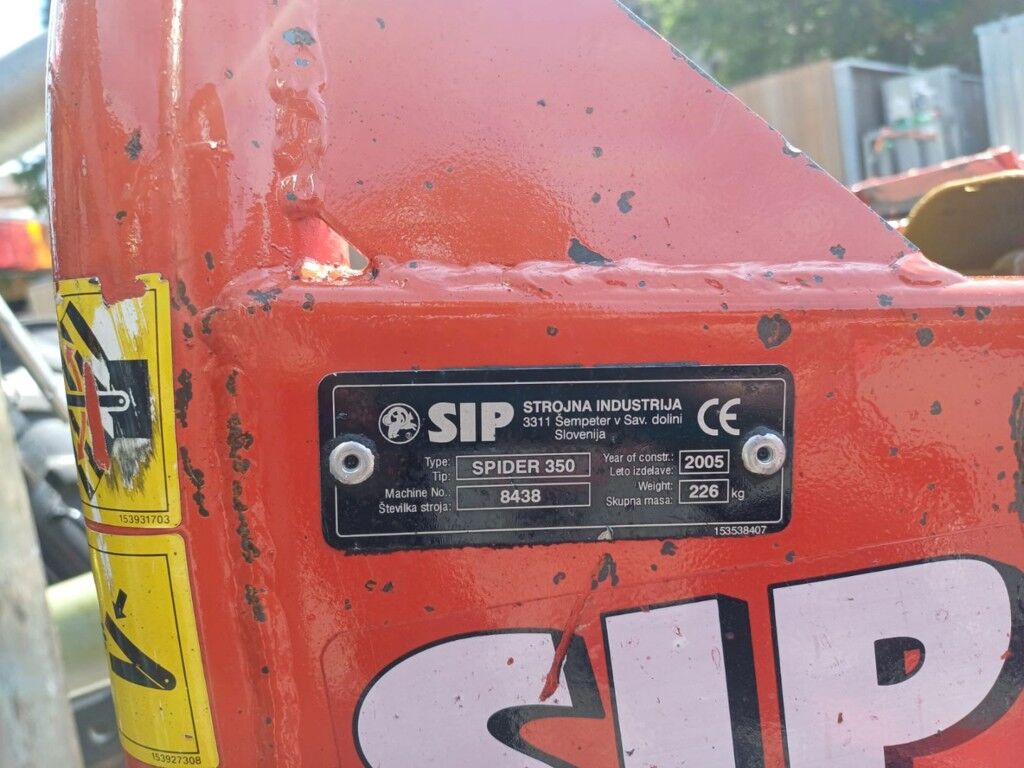 SIP STROJNA INDUSTRIJA CE
3311 Šempeter v Sav. dolini
Slovenija
Type: SPIDER 350 Year of constr.: 2005
Tip: Leto izdelave:
Machine No.: 8438 Weight: 226 kg
Številka stroja: Skupna masa:
153538407
153931703
153927308
SIP